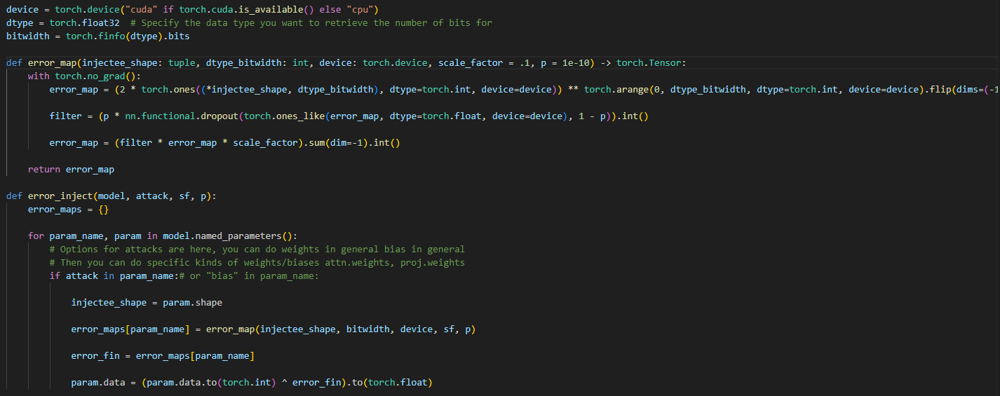 device = torch.device("cuda" if torch.cuda.is_available() else "cpu")
dtype = torch.float32  # Specify the data type you want to retrieve the number of bits for
bitwidth = torch.finfo(dtype).bits

def error_map(injectee_shape: tuple, dtype_bitwidth: int, device: torch.device, scale_factor = .1, p = 1e-10) -> torch.Tensor:
    with torch.no_grad():
        error_map = (2 * torch.ones((*injectee_shape, dtype_bitwidth), dtype=torch.int, device=device)) ** torch.arange(0, dtype_bitwidth, dtype=torch.int, device=device).flip(dims=(-1

        filter = (p * nn.functional.dropout(torch.ones_like(error_map, dtype=torch.float, device=device), 1 - p)).int()

        error_map = (filter * error_map * scale_factor).sum(dim=-1).int()

    return error_map

def error_inject(model, attack, sf, p):
    error_maps = {}

    for param_name, param in model.named_parameters():
        # Options for attacks are here, you can do weights in general bias in general
        # Then you can do specific kinds of weights/biases attn.weights, proj.weights
        if attack in param_name:# or "bias" in param_name:

            injectee_shape = param.shape

            error_maps[param_name] = error_map(injectee_shape, bitwidth, device, sf, p)

            error_fin = error_maps[param_name]

            param.data = (param.data.to(torch.int) ^ error_fin).to(torch.float)